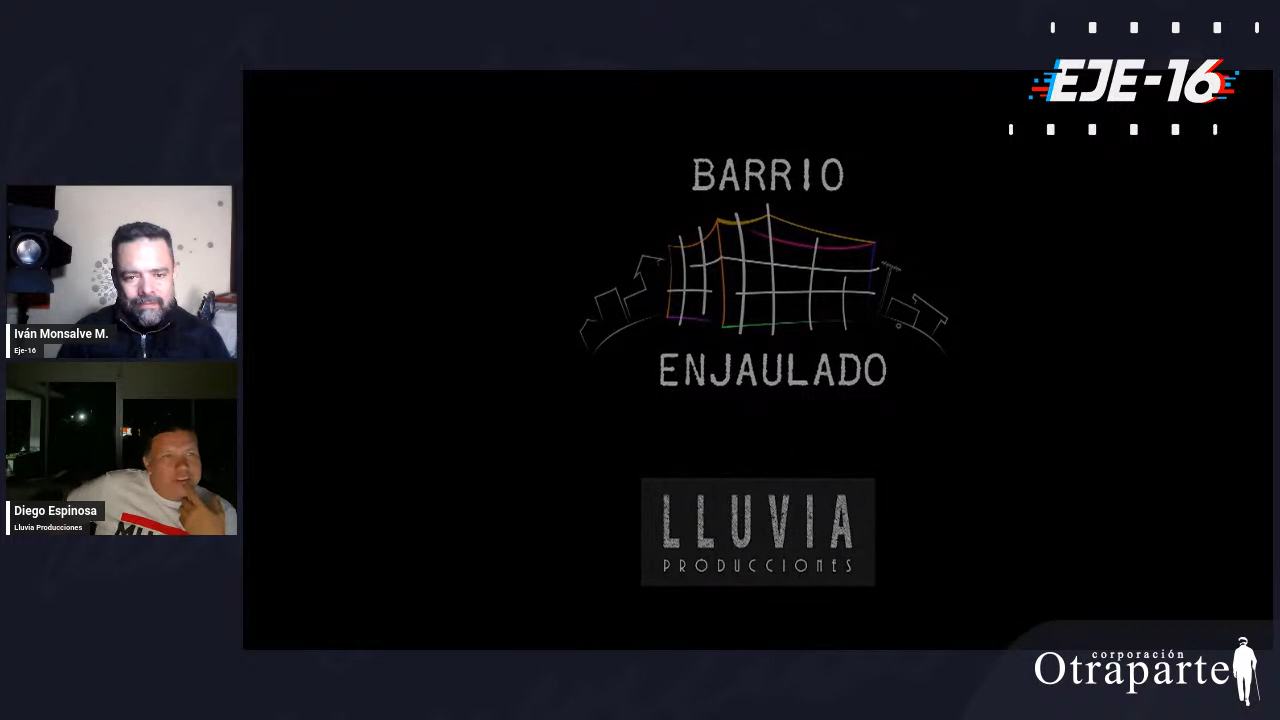 EJE-16
BARRIO
ENJAULADO
Iván Monsalve M.
Eje-16
Diego Espinosa
Lluvia Producciones
LLUVIA
PRODUCCIONES
corporación
Otraparte